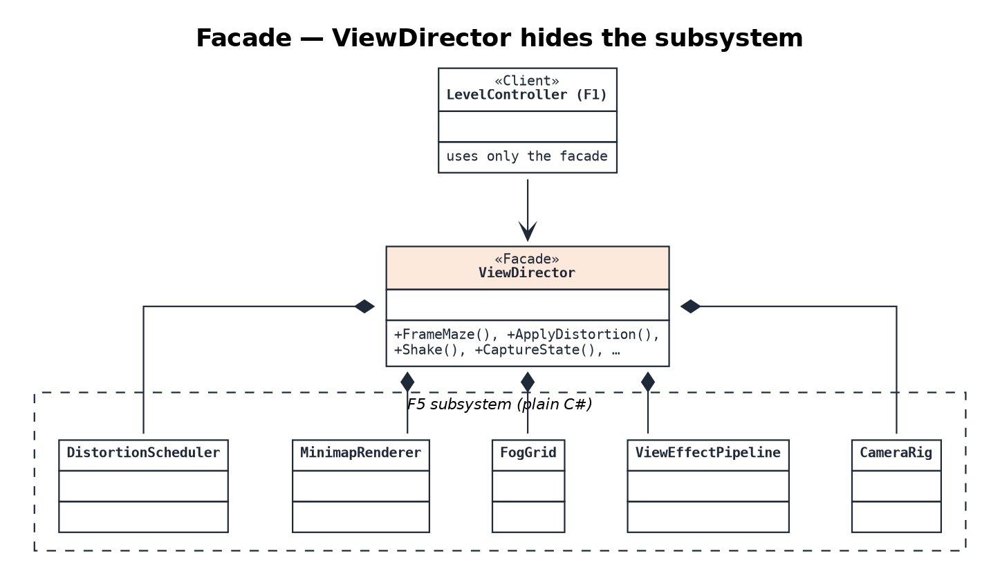 Facade — ViewDirector hides the subsystem
«Client»
LevelController (F1)
uses only the facade
«Facade»
ViewDirector
+FrameMaze(), +ApplyDistortion(),
+Shake(), +CaptureState(), …
F5 subsystem (plain C#)
DistortionScheduler
MinimapRenderer
FogGrid
ViewEffectPipeline
CameraRig